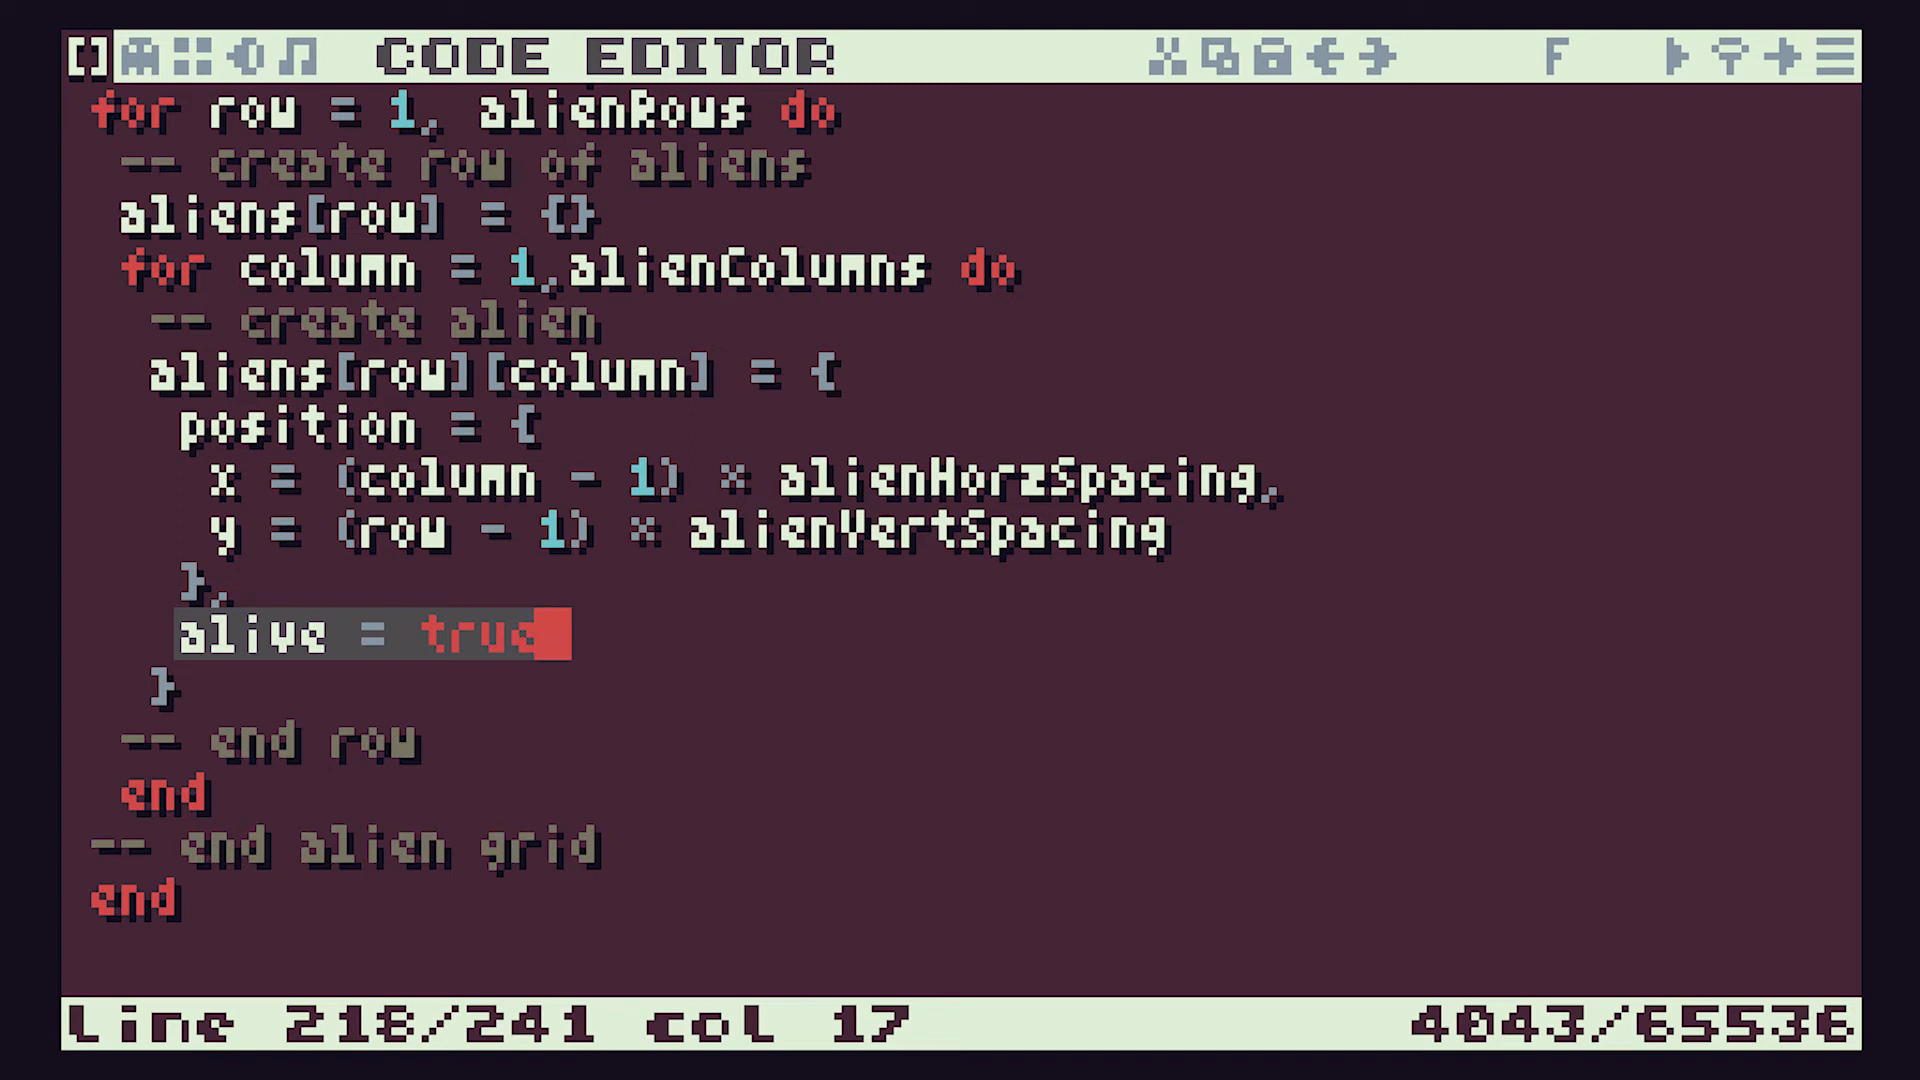 CODE EDITOR F
for row = 1, alienRows do
-- create row of aliens
aliens[row] = {}
for column = 1,alienColumns do
-- create alien
aliens[row][column] = {
position = {
x = (column - 1) * alienHorzSpacing,
y = (row - 1) * alienVertSpacing
},
alive = true
}
-- end row
end
-- end alien grid
end
line 218/241 col 17 4043/65536